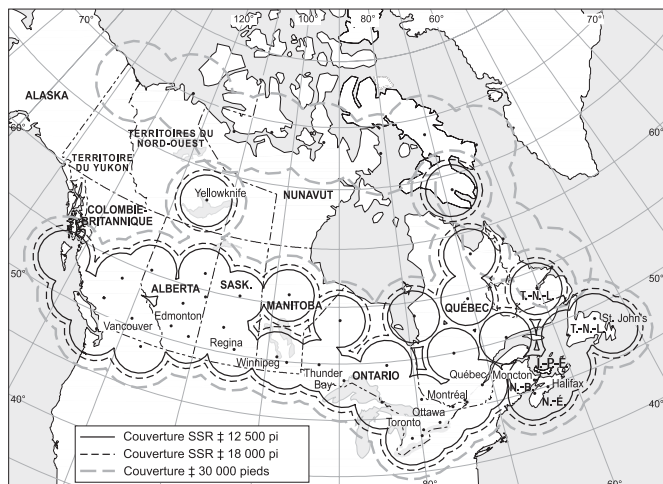 120° 100° 80° 60° 70°
ALASKA
70°
60°
TERRITOIRES DU
NORD-OUEST
TERRITOIRE
DU YUKON
60°
Yellowknife
NUNAVUT
COLOMBIE-
BRITANNIQUE
50°
ALBERTA
SASK.
MANITOBA
QUÉBEC
T.-N.-L.
50°
Vancouver
Edmonton
T.-N.-L.
St. John's
Regina
Winnipeg
Thunder
Bay
ONTARIO
Québec
Moncton
Î.-P.-É.
Montréal
N.-B.
Halifax
40°
N.-É.
40°
Ottawa
Toronto
Couverture SSR ‡ 12 500 pi
Couverture SSR ‡ 18 000 pi
Couverture ‡ 30 000 pieds
80° 70° 60°